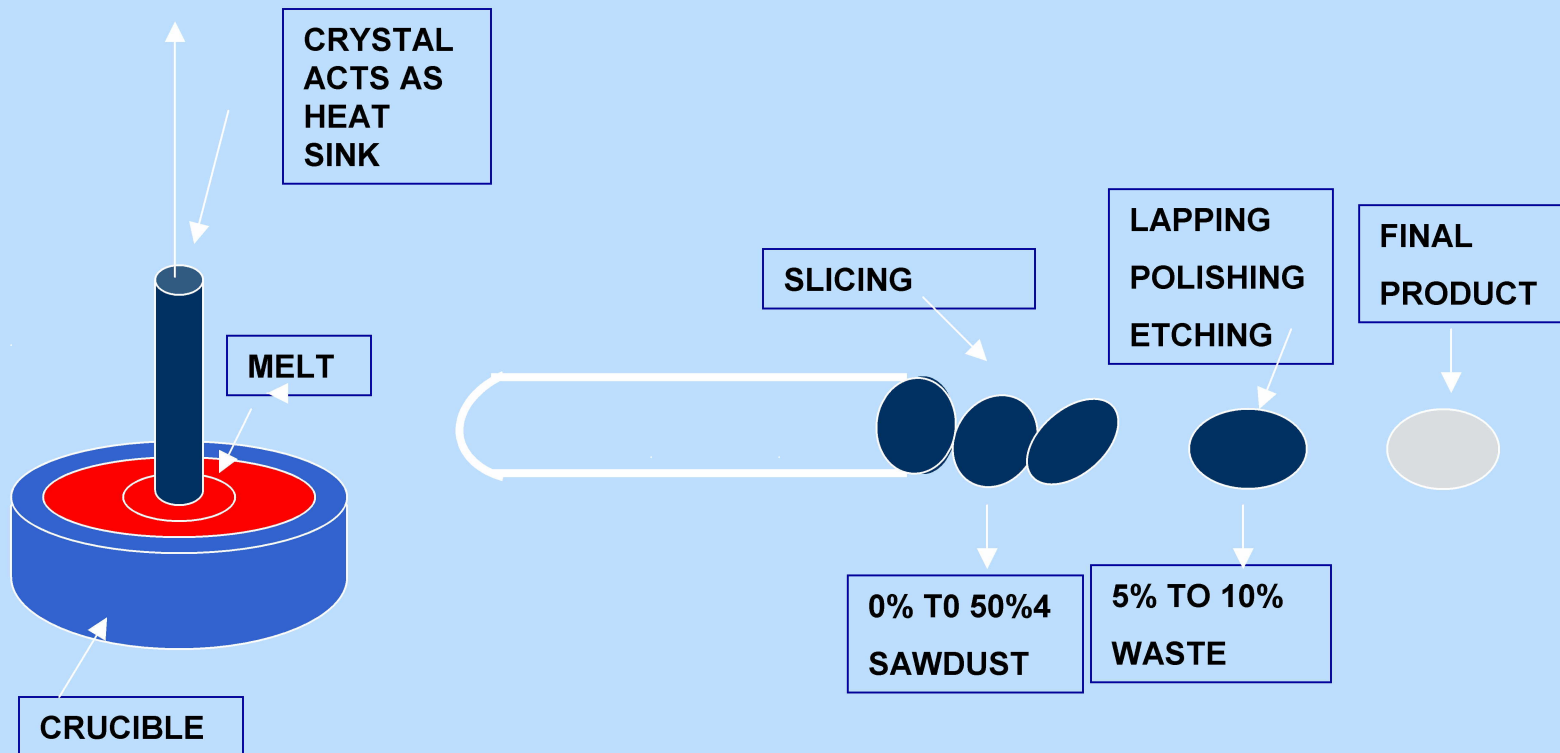 CRYSTAL
ACTS AS
HEAT
SINK
MELT
CRUCIBLE
SLICING
0% T0 50%4
SAWDUST
LAPPING
POLISHING
ETCHING
5% TO 10%
WASTE
FINAL
PRODUCT